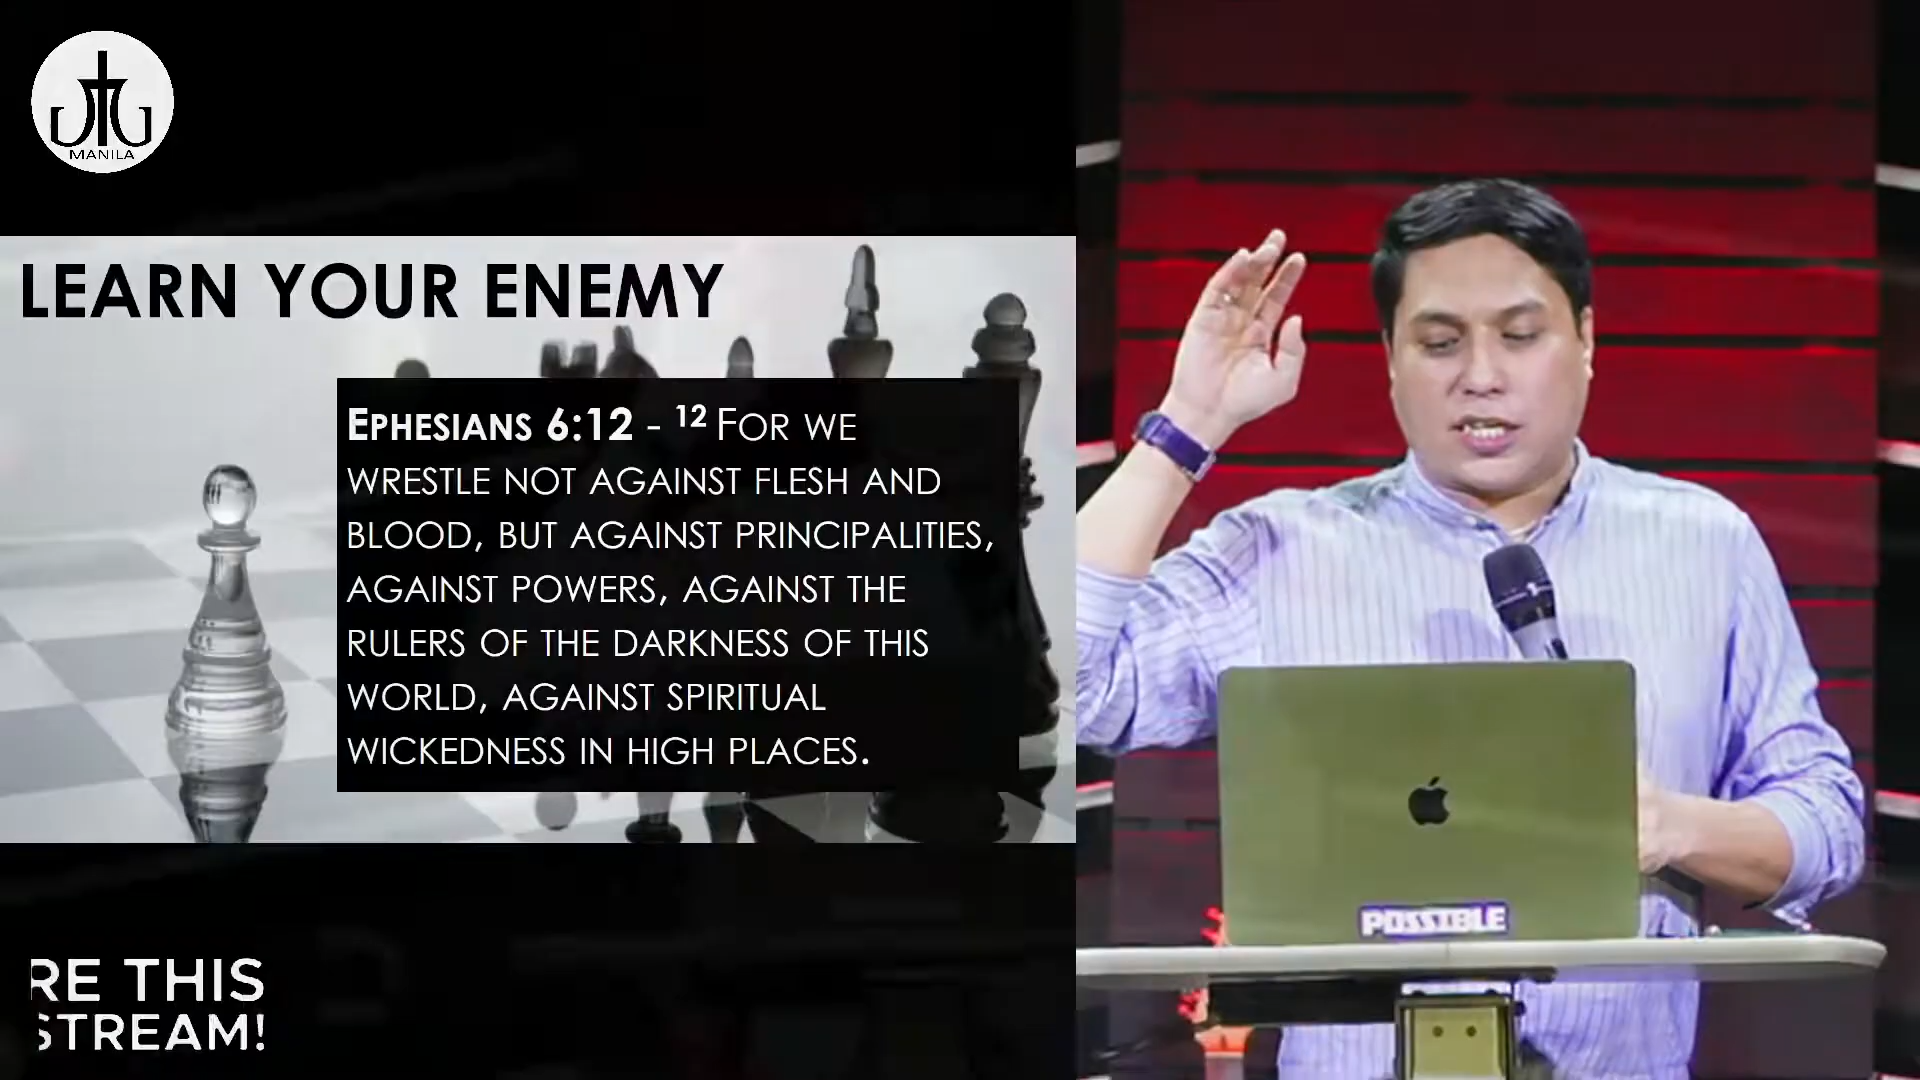 MANILA
LEARN YOUR ENEMY
EPHESIANS 6:12 - 12 FOR WE
WRESTLE NOT AGAINST FLESH AND
BLOOD, BUT AGAINST PRINCIPALITIES,
AGAINST POWERS, AGAINST THE
RULERS OF THE DARKNESS OF THIS
WORLD, AGAINST SPIRITUAL
WICKEDNESS IN HIGH PLACES.
POSSIBLE
RE THIS
STREAM!